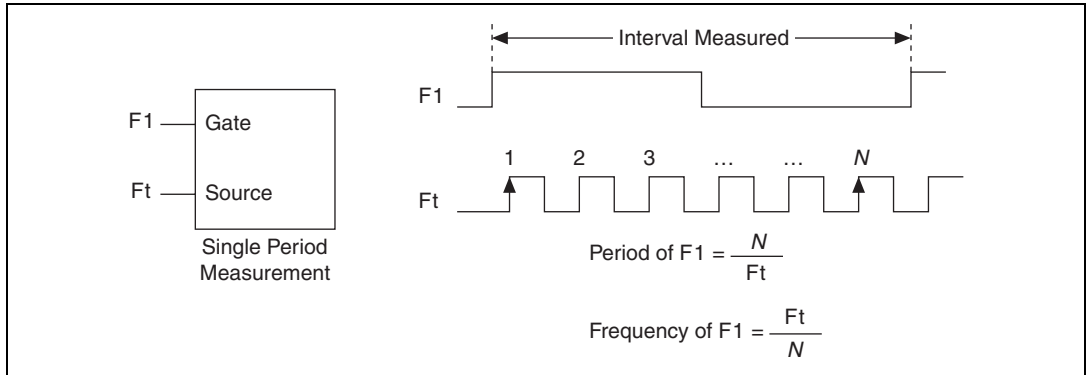 Interval Measured
F1
F1 Gate
1 2 3 … … N
Ft Source
Ft
Single Period
Measurement
Period of F1 = N
Ft
Frequency of F1 = Ft
N